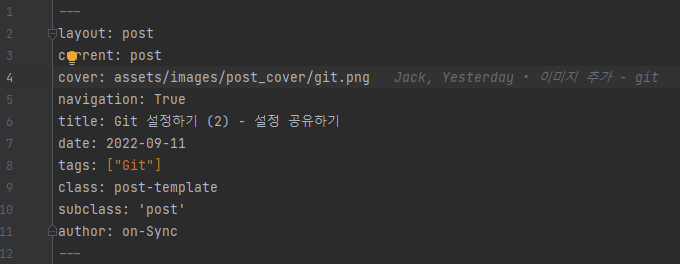 1 ---
2 layout: post
3 current: post
4 cover: assets/images/post_cover/git.png Jack, Yesterday • 이미지 추가 - git
5 navigation: True
6 title: Git 설정하기 (2) - 설정 공유하기
7 date: 2022-09-11
8 tags: ["Git"]
9 class: post-template
10 subclass: 'post'
11 author: on-Sync
12 ---